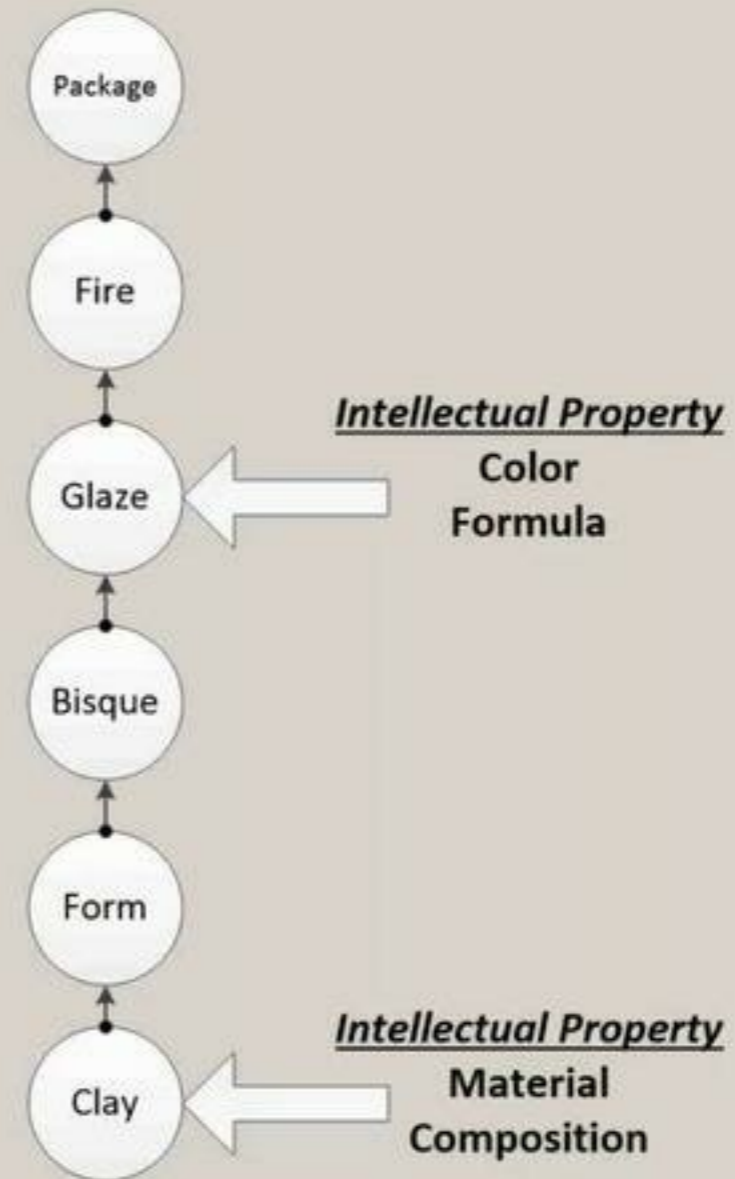 Package
Fire
Intellectual Property
Color
Formula
Glaze
Bisque
Form
Intellectual Property
Material
Composition
Clay